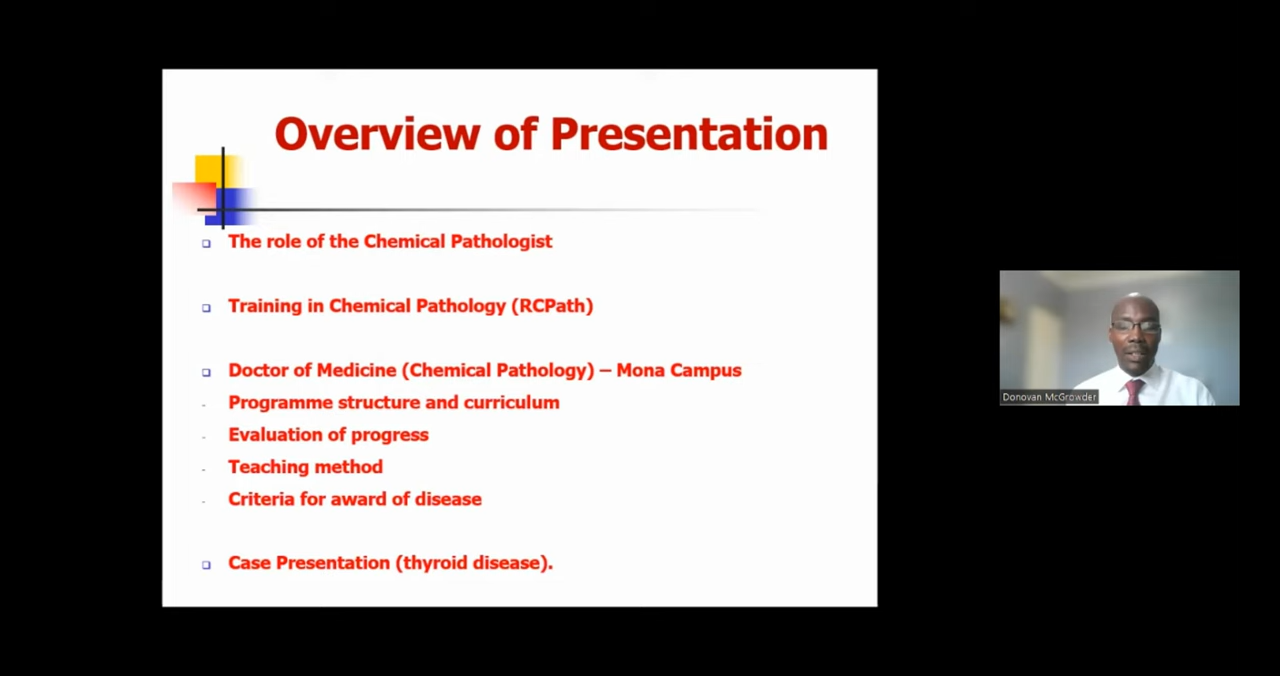 Overview of Presentation
The role of the Chemical Pathologist
Training in Chemical Pathology (RCPath)
Doctor of Medicine (Chemical Pathology) – Mona Campus
- Programme structure and curriculum
- Evaluation of progress
- Teaching method
- Criteria for award of disease
Case Presentation (thyroid disease).
Donovan McGrowder